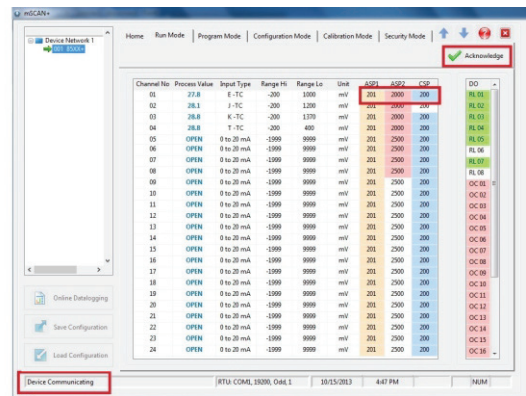 mSCAN+
Device Network 1
001 85XX+
Home Run Mode Program Mode Configuration Mode Calibration Mode Security Mode
Acknowledge
Channel No Process Value Input Type Range Hi Range Lo Unit ASP1 ASP2 CSP DO
01 27.8 E -TC -200 1000 mV 201 2000 200 RL 01
02 28.1 J -TC -200 1200 mV 201 2000 200 RL 02
03 28.8 K -TC -200 1370 mV 201 2000 200 RL 03
04 28.8 T -TC -200 400 mV 201 2000 200 RL 04
05 OPEN 0 to 20 mA -1999 9999 mV 201 2500 200 RL 05
06 OPEN 0 to 20 mA -1999 9999 mV 201 2500 200 RL 06
07 OPEN 0 to 20 mA -1999 9999 mV 201 2500 200 RL 07
08 OPEN 0 to 20 mA -1999 9999 mV 201 2500 200 RL 08
09 OPEN 0 to 20 mA -1999 9999 mV 201 2500 200 OC 01
10 OPEN 0 to 20 mA -1999 9999 mV 201 2500 200 OC 02
11 OPEN 0 to 20 mA -1999 9999 mV 201 2500 200 OC 03
12 OPEN 0 to 20 mA -1999 9999 mV 201 2500 200 OC 04
13 OPEN 0 to 20 mA -1999 9999 mV 201 2500 200 OC 05
14 OPEN 0 to 20 mA -1999 9999 mV 201 2500 200 OC 06
15 OPEN 0 to 20 mA -1999 9999 mV 201 2500 200 OC 07
16 OPEN 0 to 20 mA -1999 9999 mV 201 2500 200 OC 08
17 OPEN 0 to 20 mA -1999 9999 mV 201 2500 200 OC 09
18 OPEN 0 to 20 mA -1999 9999 mV 201 2500 200 OC 10
19 OPEN 0 to 20 mA -1999 9999 mV 201 2500 200 OC 11
20 OPEN 0 to 20 mA -1999 9999 mV 201 2500 200 OC 12
21 OPEN 0 to 20 mA -1999 9999 mV 201 2500 200 OC 13
22 OPEN 0 to 20 mA -1999 9999 mV 201 2500 200 OC 14
23 OPEN 0 to 20 mA -1999 9999 mV 201 2500 200 OC 15
24 OPEN 0 to 20 mA -1999 9999 mV 201 2500 200 OC 16
Online Datalogging
Save Configuration
Load Configuration
Device Communicating RTU: COM1, 19200, Odd, 1 10/15/2013 4:47 PM NUM